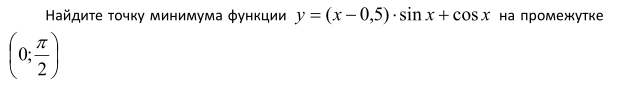 Найдите точку минимума функции y = (x − 0,5) · sin x + cos x на промежутке
(0; π/2)